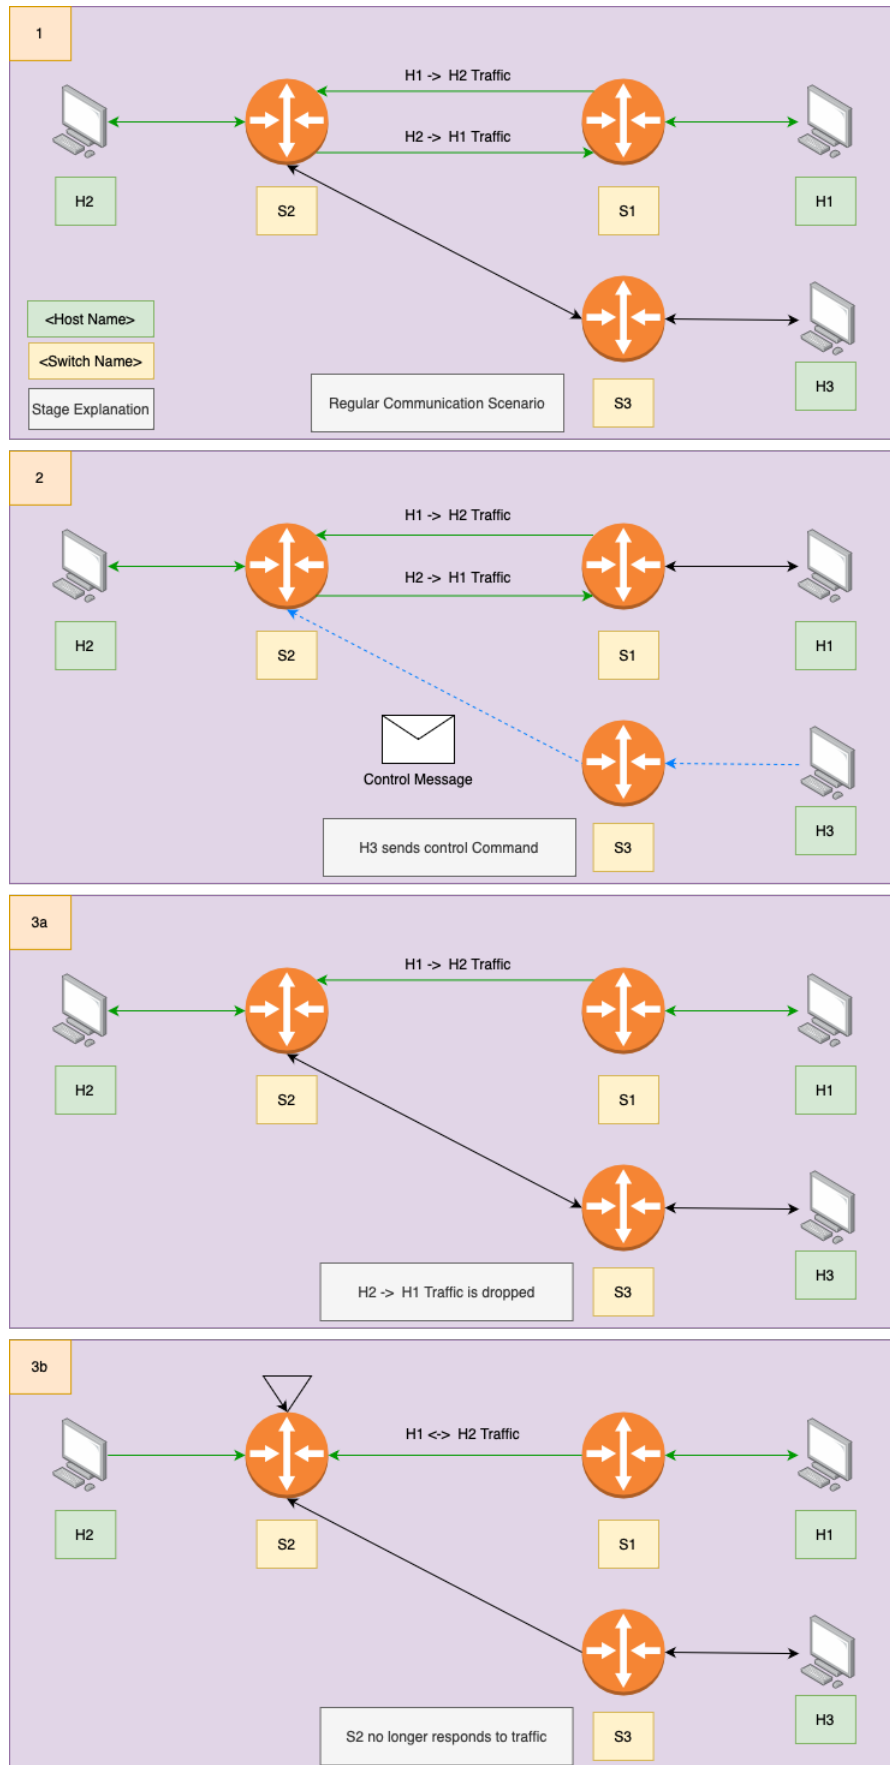 1
H1 -> H2 Traffic
H2 -> H1 Traffic
H2
S2
S1
H1
<Host Name>
<Switch Name>
Stage Explanation
Regular Communication Scenario
S3
H3
2
H1 -> H2 Traffic
H2 -> H1 Traffic
H2
S2
S1
H1
Control Message
H3 sends control Command
S3
H3
3a
H1 -> H2 Traffic
H2
S2
S1
H1
H2 -> H1 Traffic is dropped
S3
H3
3b
H1 <-> H2 Traffic
H2
S2
S1
H1
S2 no longer responds to traffic
S3
H3